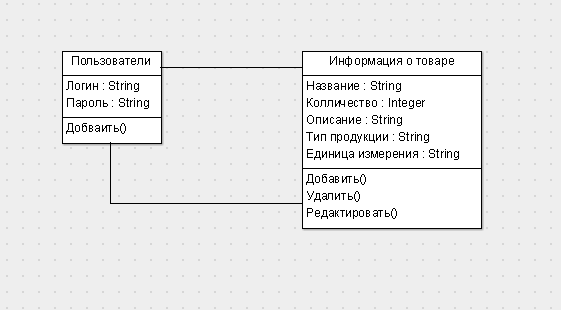 Пользователи
Логин : String
Пароль : String
Добваить()
Информация о товаре
Название : String
Колличество : Integer
Описание : String
Тип продукции : String
Единица измерения : String
Добавить()
Удалить()
Редактировать()